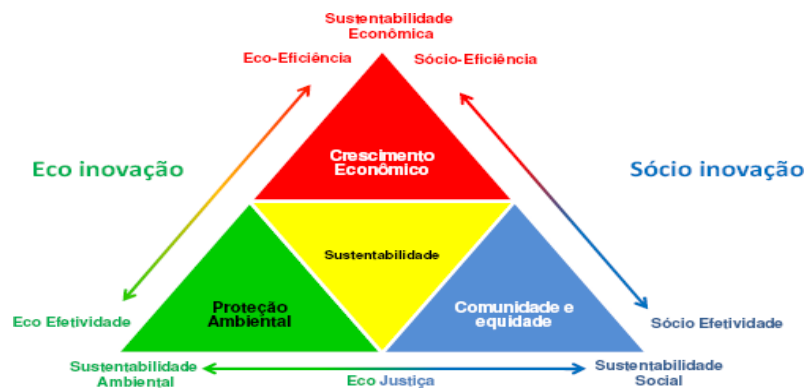 Sustentabilidade
Econômica
Eco-Eficiência
Sócio-Eficiência
Crescimento
Econômico
Eco inovação
Sócio inovação
Sustentabilidade
Proteção
Ambiental
Comunidade e
equidade
Eco Efetividade
Sócio Efetividade
Sustentabilidade
Ambiental
Eco Justiça
Sustentabilidade
Social